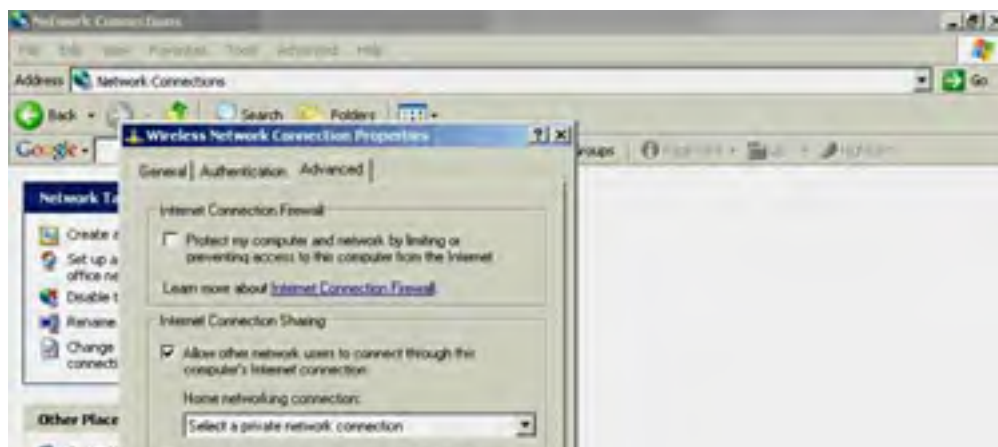 Network Connections
File Edit View Favorites Tools Advanced Help
Address Network Connections Go
Back Search Folders
Google
Wireless Network Connection Properties
General Authentication Advanced
Network Ta
Internet Connection Firewall
Create a
Protect my computer and network by limiting or
preventing access to this computer from the Internet
Set up a
office ne
Learn more about Internet Connection Firewall.
Disable t
Rename
Internet Connection Sharing
Change
connecti
Allow other network users to connect through this
computer's Internet connection
Home networking connection:
Other Place
Select a private network connection